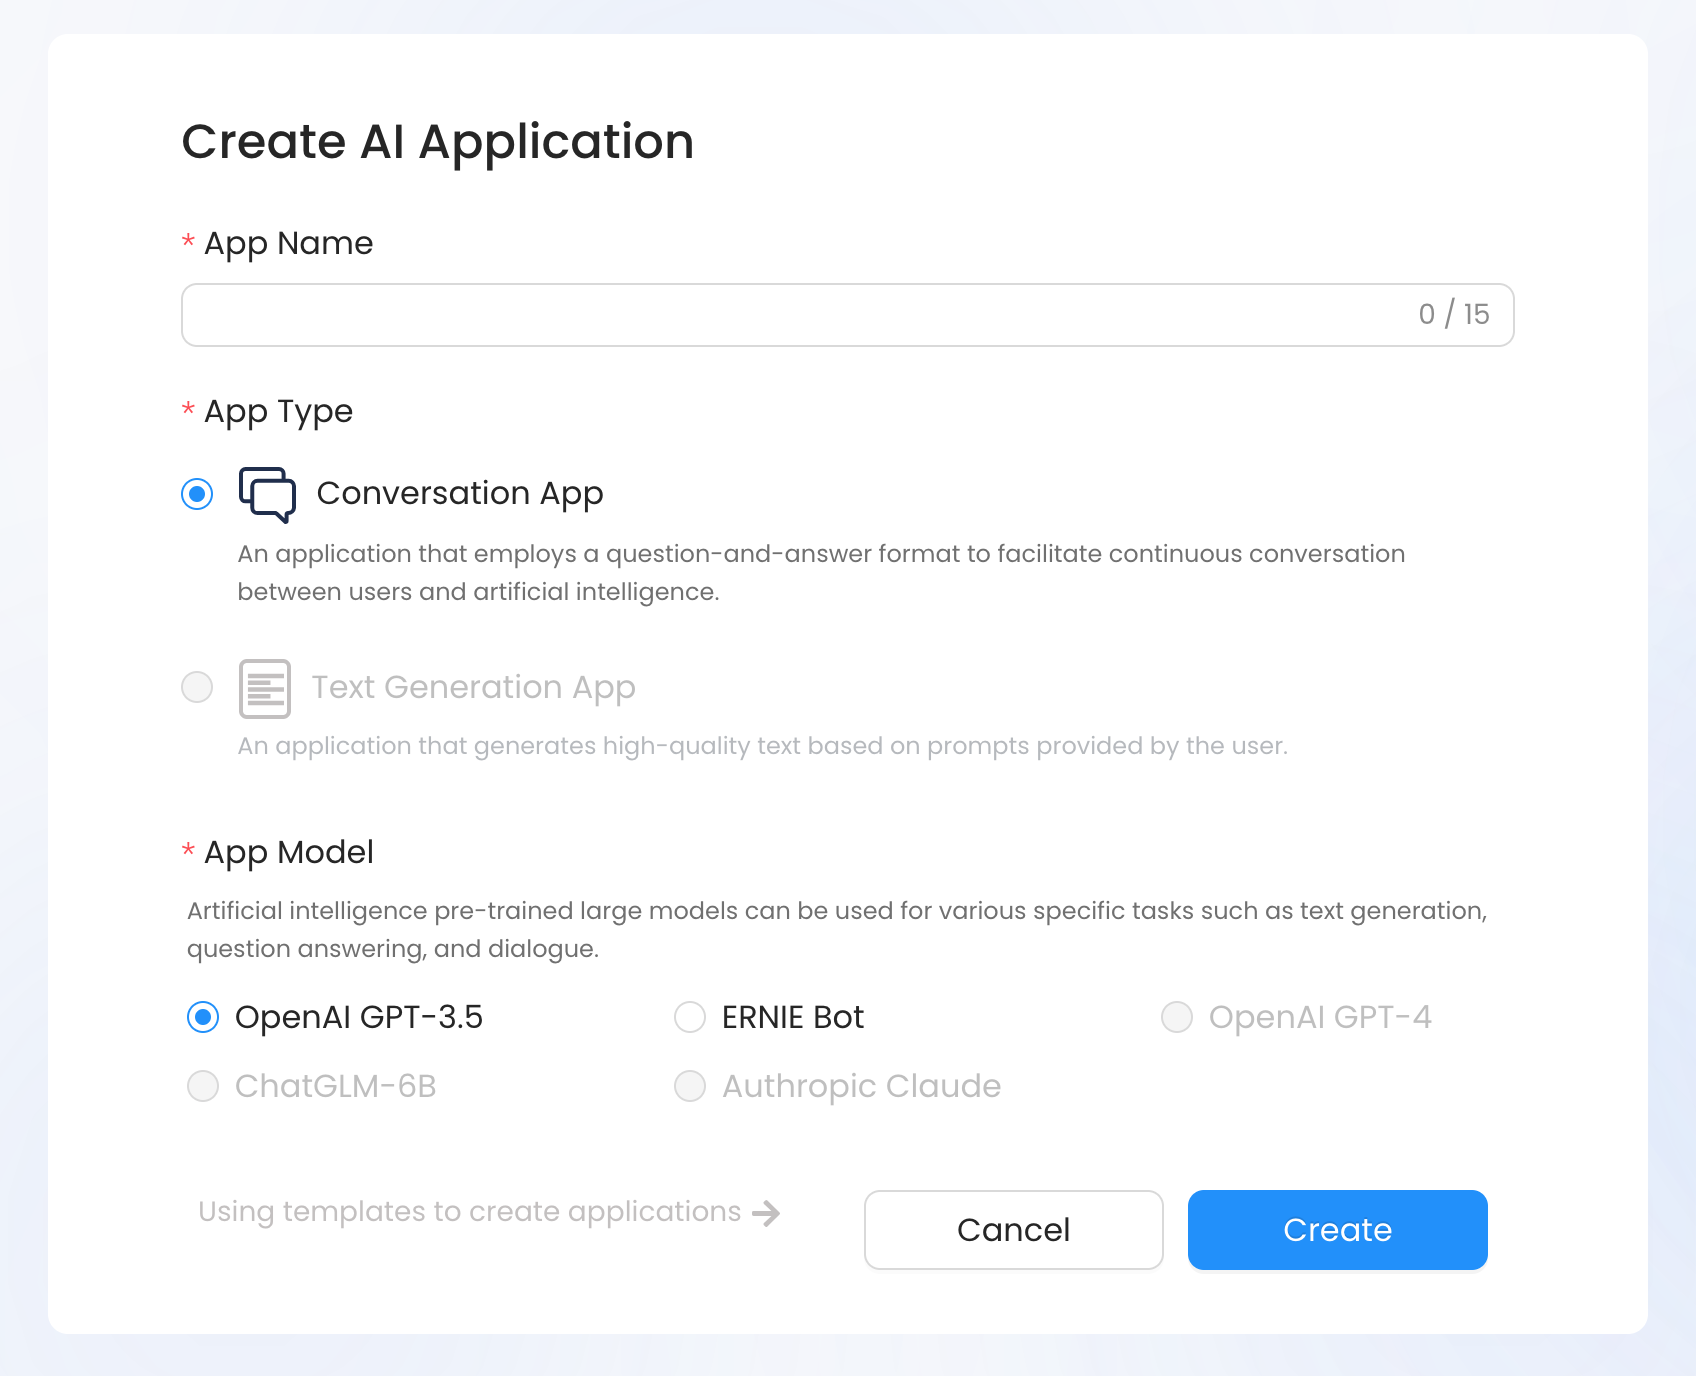 Create AI Application
* App Name
0 / 15
* App Type
Conversation App
An application that employs a question-and-answer format to facilitate continuous conversation
between users and artificial intelligence.
Text Generation App
An application that generates high-quality text based on prompts provided by the user.
* App Model
Artificial intelligence pre-trained large models can be used for various specific tasks such as text generation,
question answering, and dialogue.
OpenAI GPT-3.5 ERNIE Bot OpenAI GPT-4
ChatGLM-6B Authropic Claude
Using templates to create applications
Cancel Create